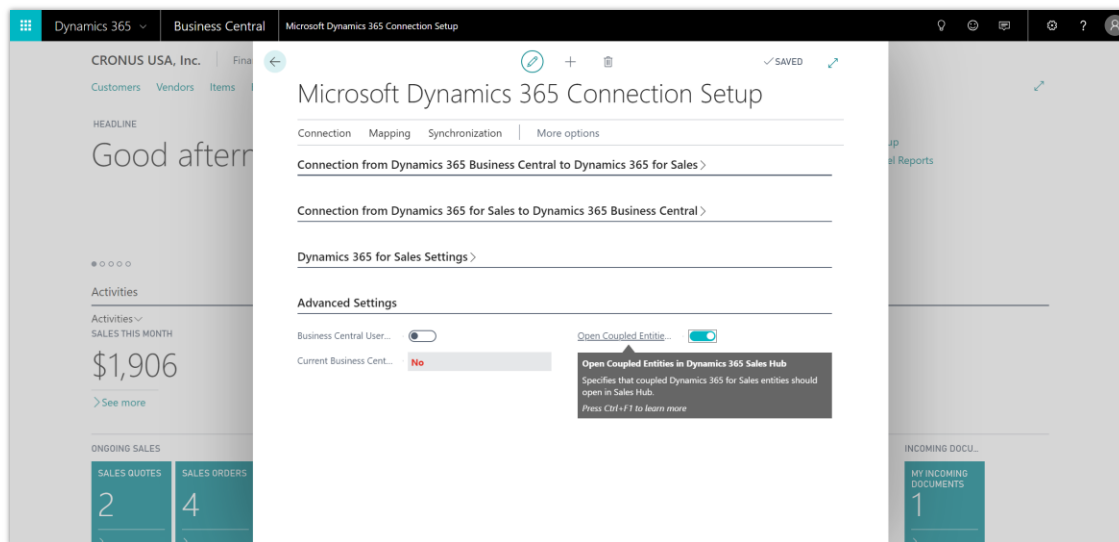 Dynamics 365
Business Central
Microsoft Dynamics 365 Connection Setup
?
CRONUS USA, Inc.
Customers Vendors Items
HEADLINE
Good
Activities
Activities
SALES THIS MONTH
$1,906
See more
ONGOING SALES
SALES QUOTES
2
SALES ORDERS
4
SAVED
Microsoft Dynamics 365 Connection Setup
Connection Mapping Synchronization More options
Connection from Dynamics 365 Business Central to Dynamics 365 for Sales
Connection from Dynamics 365 for Sales to Dynamics 365 Business Central
Dynamics 365 for Sales Settings
Advanced Settings
Business Central User...
Open Coupled Entitie...
Current Business Cent...
No
Open Coupled Entities in Dynamics 365 Sales Hub
Specifies that coupled Dynamics 365 for Sales entities should
open in Sales Hub.
Press Ctrl+F1 to learn more
Reports
INCOMING DOCU...
MY INCOMING
DOCUMENTS
1